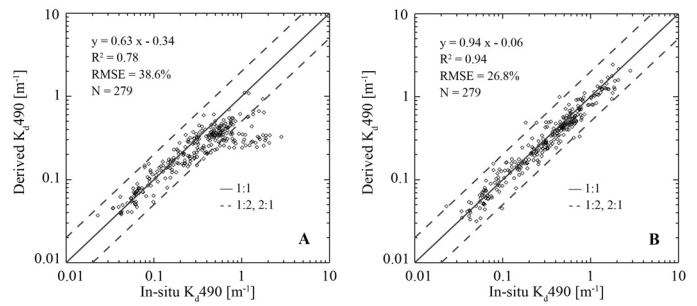 10
y = 0.63 x - 0.34
R² = 0.78
RMSE = 38.6%
N = 279
1
0.1
0.01
Derived K_d490 [m⁻¹]
1:1
1:2, 2:1
A
0.01 0.1 1 10
In-situ K_d490 [m⁻¹]
10
y = 0.94 x - 0.06
R² = 0.94
RMSE = 26.8%
N = 279
1
0.1
0.01
Derived K_d490 [m⁻¹]
1:1
1:2, 2:1
B
0.01 0.1 1 10
In-situ K_d490 [m⁻¹]